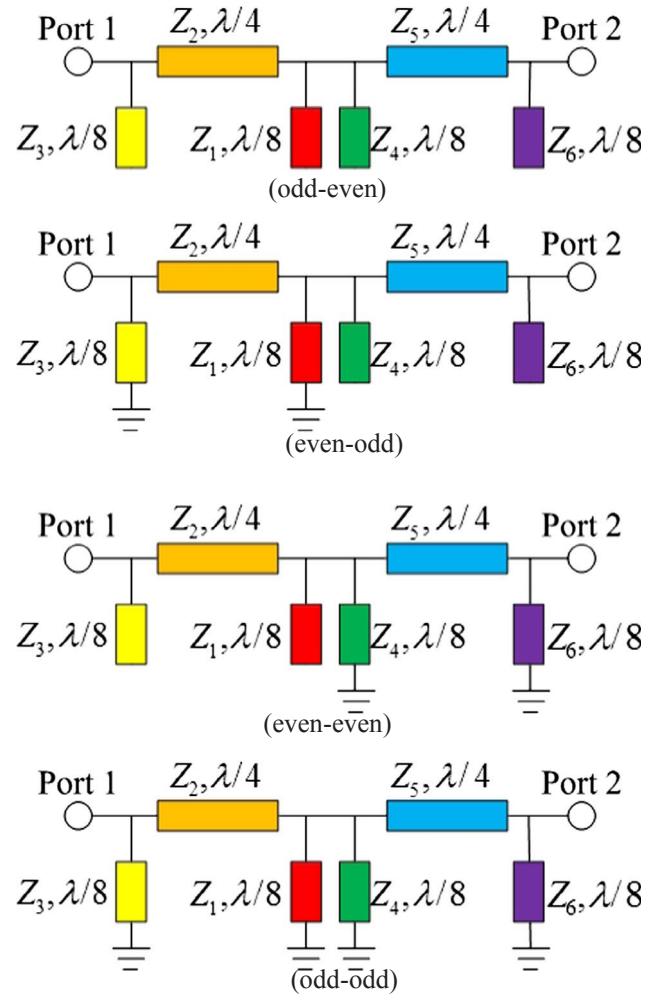 Port 1 Z₂, λ/4 Z₅, λ/4 Port 2
Z₃, λ/8 Z₁, λ/8 Z₄, λ/8 Z₆, λ/8
(odd-even)
Port 1 Z₂, λ/4 Z₅, λ/4 Port 2
Z₃, λ/8 Z₁, λ/8 Z₄, λ/8 Z₆, λ/8
(even-odd)
Port 1 Z₂, λ/4 Z₅, λ/4 Port 2
Z₃, λ/8 Z₁, λ/8 Z₄, λ/8 Z₆, λ/8
(even-even)
Port 1 Z₂, λ/4 Z₅, λ/4 Port 2
Z₃, λ/8 Z₁, λ/8 Z₄, λ/8 Z₆, λ/8
(odd-odd)